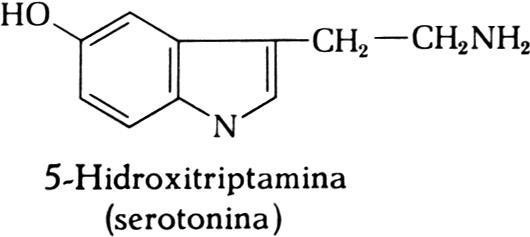 HO
CH₂—CH₂NH₂
N
5-Hidroxitriptamina
(serotonina)